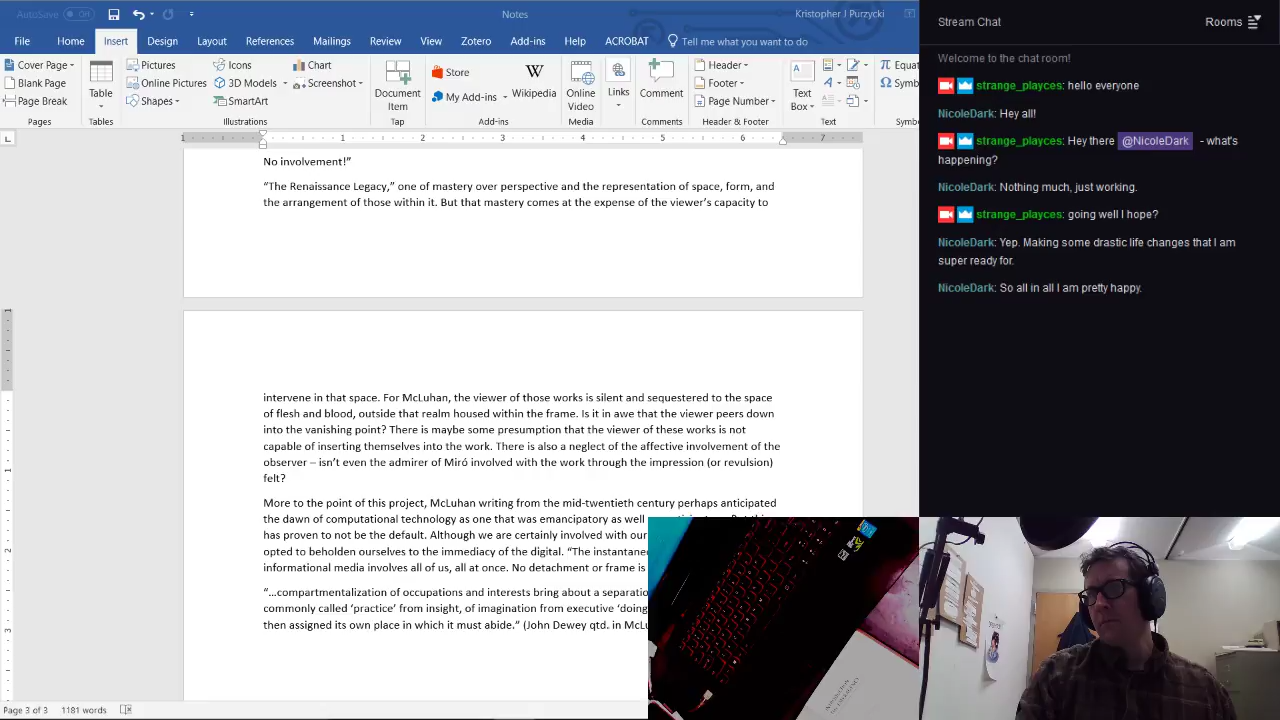 AutoSave Off
Notes
Kristopher J Purzycki
File Home Insert Design Layout References Mailings Review View Zotero Add-ins Help ACROBAT Tell me what you want to do
Cover Page
Blank Page
Page Break
Pages
Table
Tables
Pictures
Online Pictures
Shapes
Icons
3D Models
SmartArt
Chart
Screenshot
Illustrations
Document Item
Tap
Store
My Add-ins
Wikipedia
Add-ins
Online Video
Media
Links
Comment
Comments
Header
Footer
Page Number
Header & Footer
Text Box
Text
Equa
Symb
Symb
1 1 2 3 4 5 6 7
No involvement!”
“The Renaissance Legacy,” one of mastery over perspective and the representation of space, form, and
the arrangement of those within it. But that mastery comes at the expense of the viewer’s capacity to
intervene in that space. For McLuhan, the viewer of those works is silent and sequestered to the space
of flesh and blood, outside that realm housed within the frame. Is it in awe that the viewer peers down
into the vanishing point? There is maybe some presumption that the viewer of these works is not
capable of inserting themselves into the work. There is also a neglect of the affective involvement of the
observer – isn’t even the admirer of Miró involved with the work through the impression (or revulsion)
felt?
More to the point of this project, McLuhan writing from the mid-twentieth century perhaps anticipated
the dawn of computational technology as one that was emancipatory as well
has proven to not be the default. Although we are certainly involved with our
opted to beholden ourselves to the immediacy of the digital. “The instantane
informational media involves all of us, all at once. No detachment or frame is
“…compartmentalization of occupations and interests bring about a separatio
commonly called ‘practice’ from insight, of imagination from executive ‘doing
then assigned its own place in which it must abide.” (John Dewey qtd. in McLu
Page 3 of 3 1181 words
Stream Chat
Rooms
Welcome to the chat room!
strange_playces: hello everyone
NicoleDark: Hey all!
strange_playces: Hey there @NicoleDark - what's
happening?
NicoleDark: Nothing much, just working.
strange_playces: going well I hope?
NicoleDark: Yep. Making some drastic life changes that I am
super ready for.
NicoleDark: So all in all I am pretty happy.